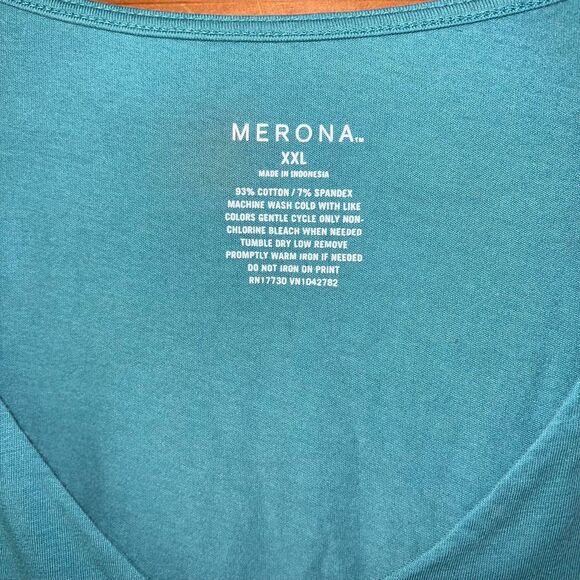 MERONA™
XXL
MADE IN INDONESIA
93% COTTON / 7% SPANDEX
MACHINE WASH COLD WITH LIKE
COLORS GENTLE CYCLE ONLY NON-
CHLORINE BLEACH WHEN NEEDED
TUMBLE DRY LOW REMOVE
PROMPTLY WARM IRON IF NEEDED
DO NOT IRON ON PRINT
RN17730 VN1042782